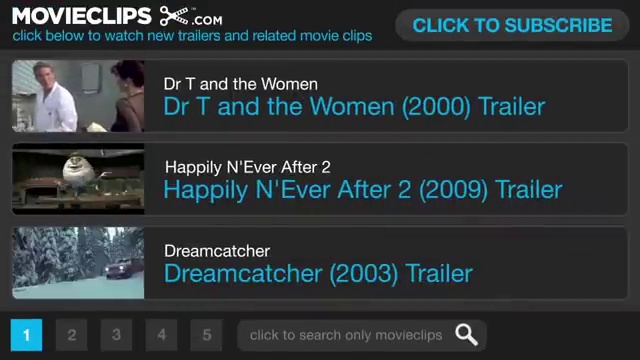 MOVIECLIPS .COM
CLICK TO SUBSCRIBE
click below to watch new trailers and related movie clips
Dr T and the Women
Dr T and the Women (2000) Trailer
Happily N'Ever After 2
Happily N'Ever After 2 (2009) Trailer
Dreamcatcher
Dreamcatcher (2003) Trailer
1 2 3 4 5 click to search only movieclips